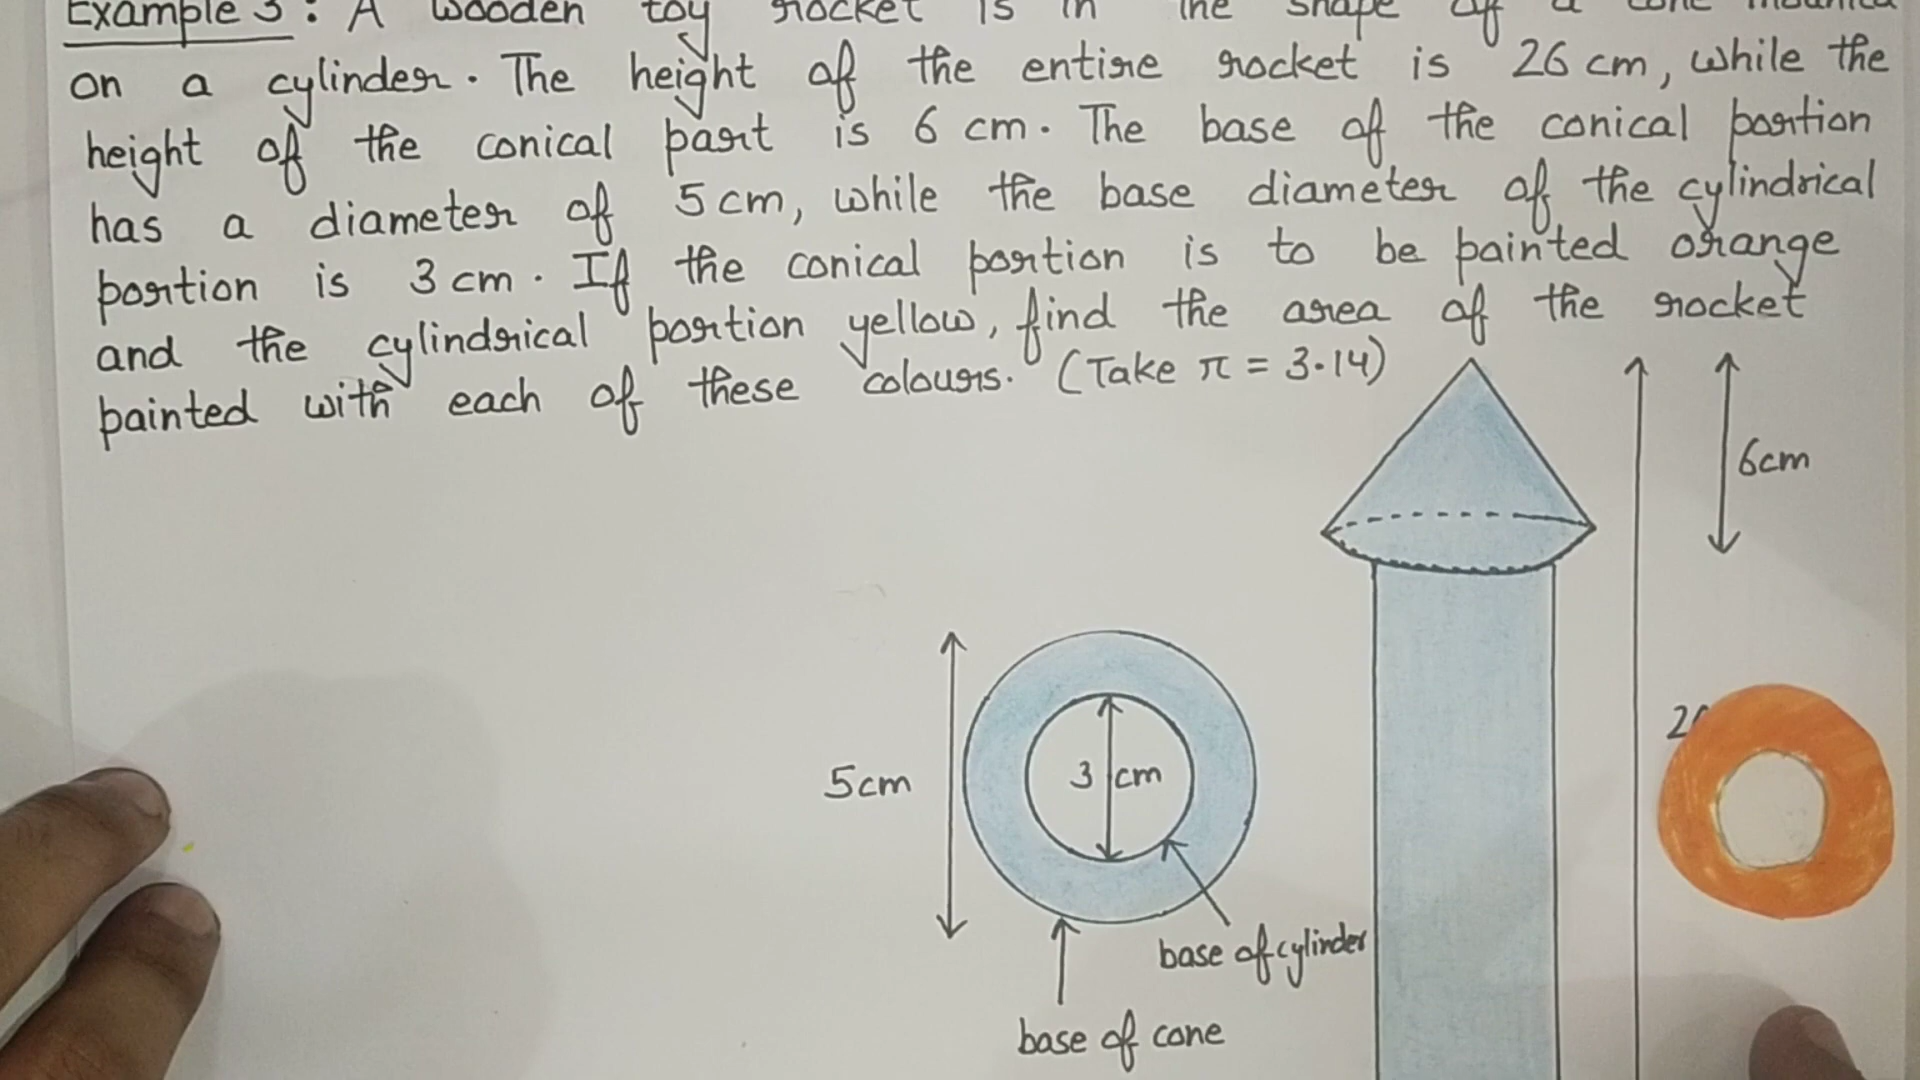 Example 3 : A wooden toy rocket is in the shape of a cone mounted
on a cylinder. The height of the entire rocket is 26 cm, while the
height of the conical part is 6 cm. The base of the conical portion
has a diameter of 5 cm, while the base diameter of the cylindrical
portion is 3 cm. If the conical portion is to be painted orange
and the cylindrical portion yellow, find the area of the rocket
painted with each of these colours. (Take π = 3.14)
6cm
5cm
3 cm
base of cylinder
base of cone